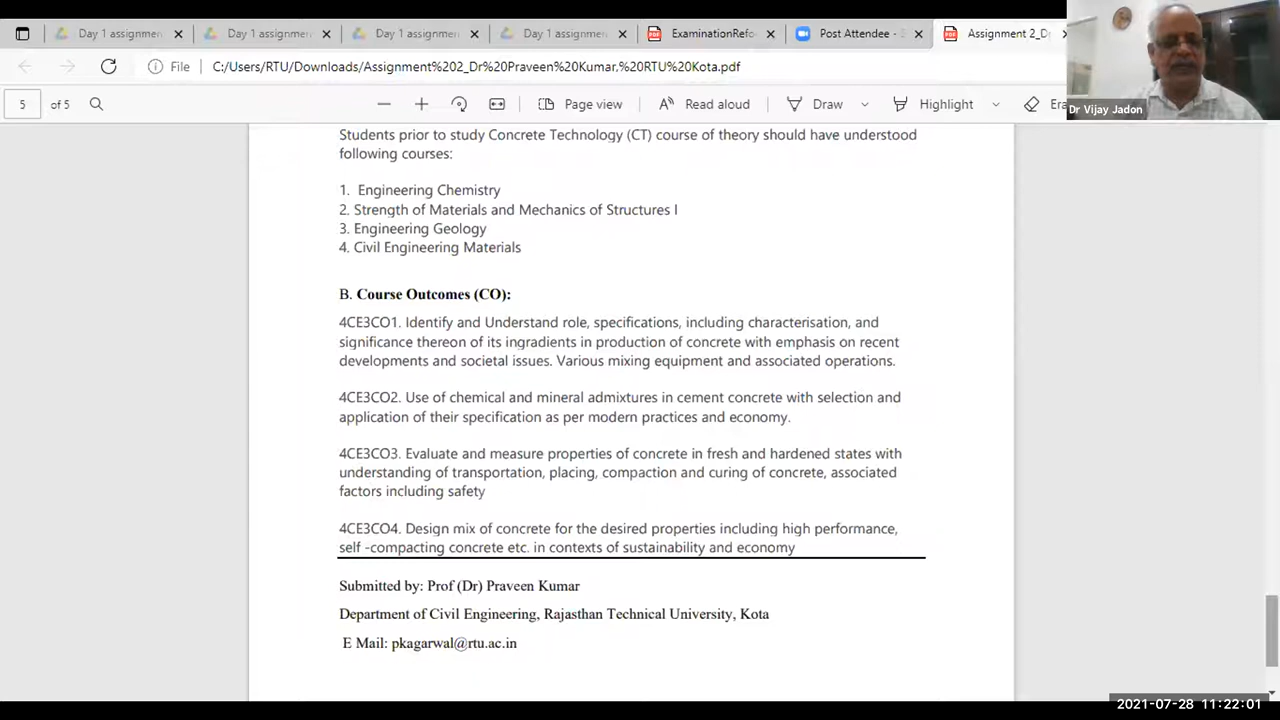 Day 1 assignment
Day 1 assignmen
Day 1 assignmen
Day 1 assignmen
ExaminationRefo
Post Attendee -
Assignment 2_D
File
C:/Users/RTU/Downloads/Assignment%202_Dr%20Praveen%20Kumar,%20RTU%20Kota.pdf
Dr Vijay Jadon
5 of 5
Page view
Read aloud
Draw
Highlight
Era
Students prior to study Concrete Technology (CT) course of theory should have understood
following courses:
1. Engineering Chemistry
2. Strength of Materials and Mechanics of Structures I
3. Engineering Geology
4. Civil Engineering Materials
B. Course Outcomes (CO):
4CE3CO1. Identify and Understand role, specifications, including characterisation, and
significance thereon of its ingredients in production of concrete with emphasis on recent
developments and societal issues. Various mixing equipment and associated operations.
4CE3CO2. Use of chemical and mineral admixtures in cement concrete with selection and
application of their specification as per modern practices and economy.
4CE3CO3. Evaluate and measure properties of concrete in fresh and hardened states with
understanding of transportation, placing, compaction and curing of concrete, associated
factors including safety
4CE3CO4. Design mix of concrete for the desired properties including high performance,
self -compacting concrete etc. in contexts of sustainability and economy
Submitted by: Prof (Dr) Praveen Kumar
Department of Civil Engineering, Rajasthan Technical University, Kota
E Mail: pkagarwal@rtu.ac.in
2021-07-28 11:22:01